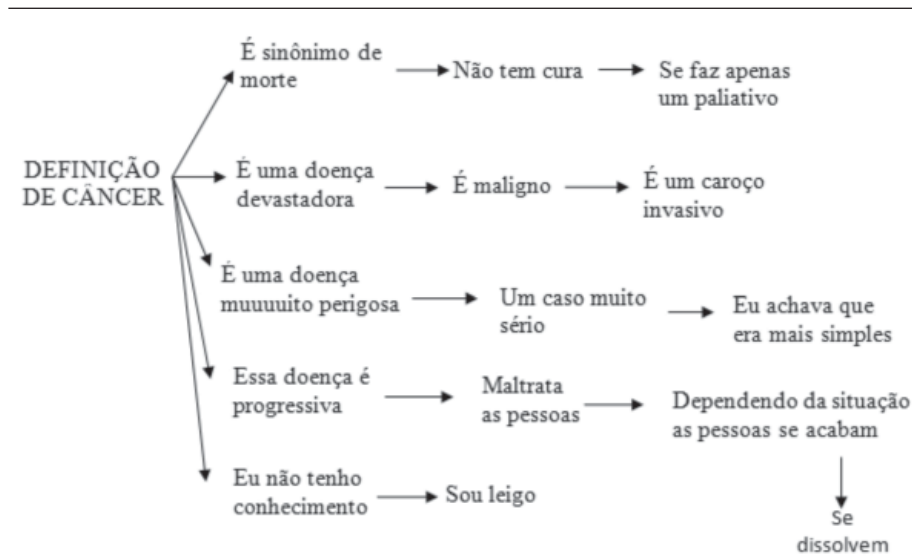 É sinônimo de
morte
Não tem cura
Se faz apenas
um paliativo
DEFINIÇÃO
DE CÂNCER
É uma doença
devastadora
É maligno
É um caroço
invasivo
É uma doença
muuuuito perigosa
Um caso muito
sério
Eu achava que
era mais simples
Essa doença é
progressiva
Maltrata
as pessoas
Dependendo da situação
as pessoas se acabam
Se
dissolvem
Eu não tenho
conhecimento
Sou leigo